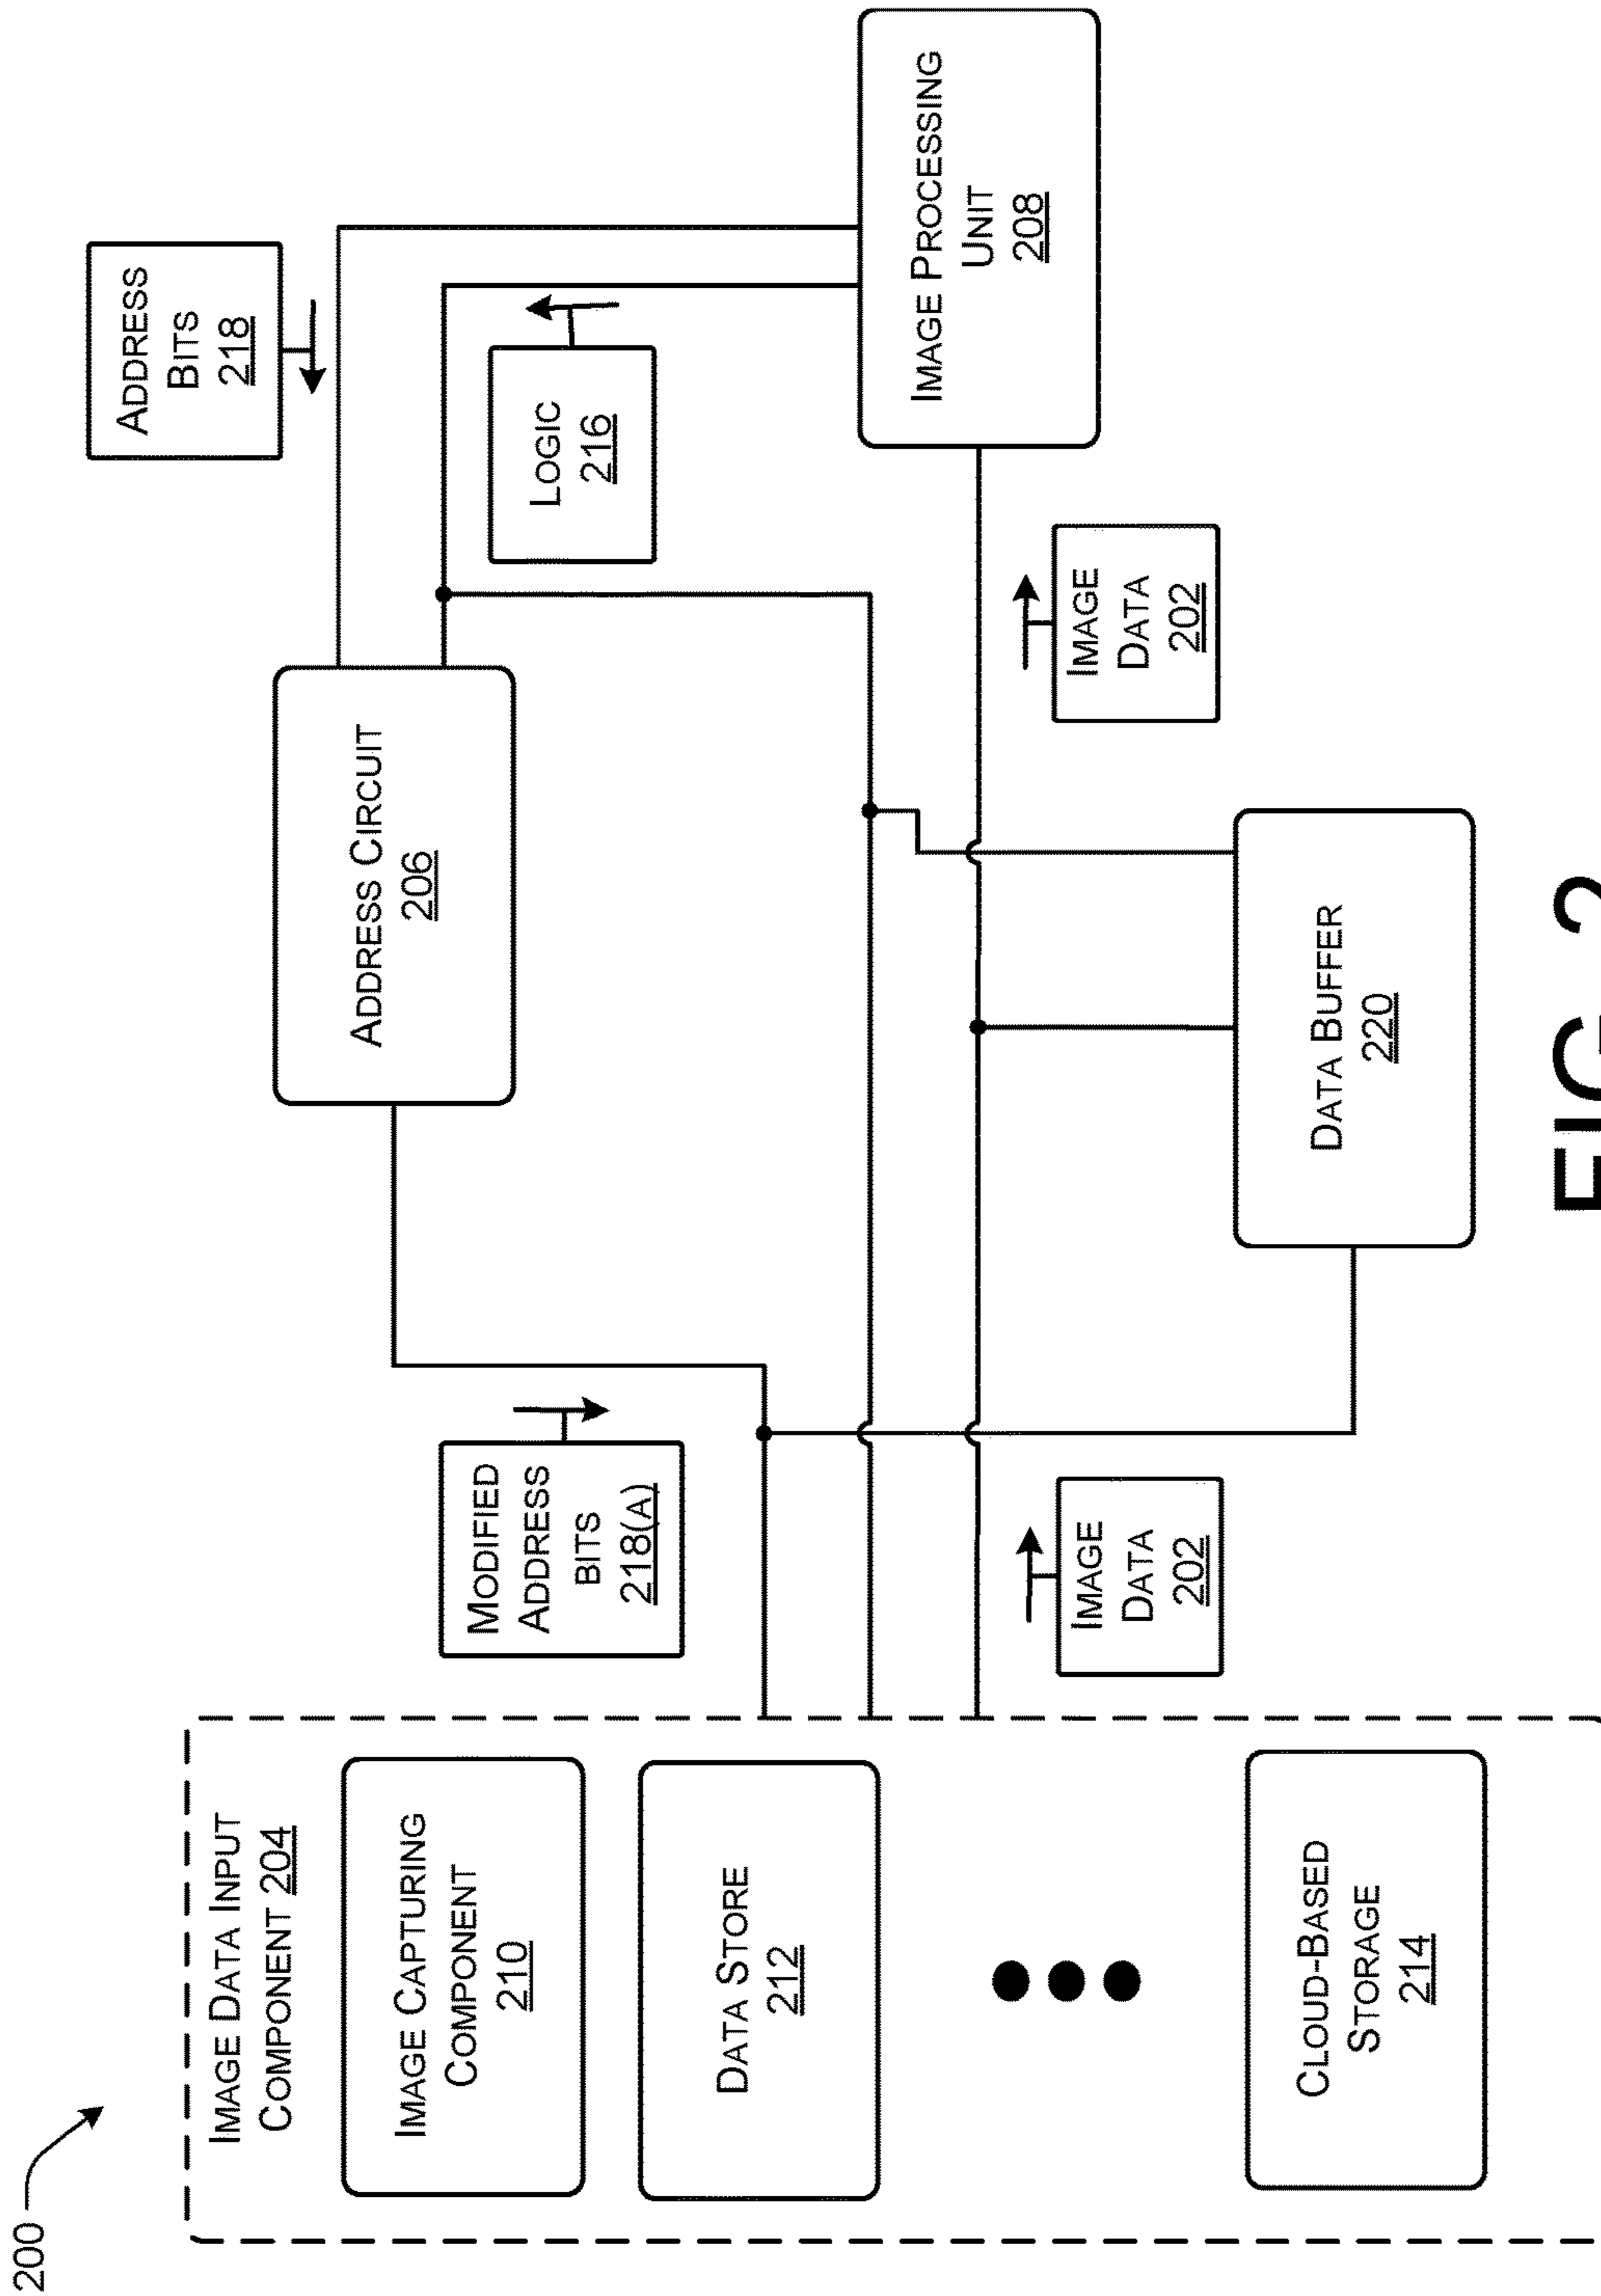 200
IMAGE DATA INPUT
COMPONENT 204
IMAGE CAPTURING
COMPONENT
210
DATA STORE
212
CLOUD-BASED
STORAGE
214
MODIFIED
ADDRESS
BITS
218(A)
IMAGE
DATA
202
ADDRESS CIRCUIT
206
DATA BUFFER
220
ADDRESS
BITS
218
LOGIC
216
IMAGE
DATA
202
IMAGE PROCESSING
UNIT
208
FIG. 2